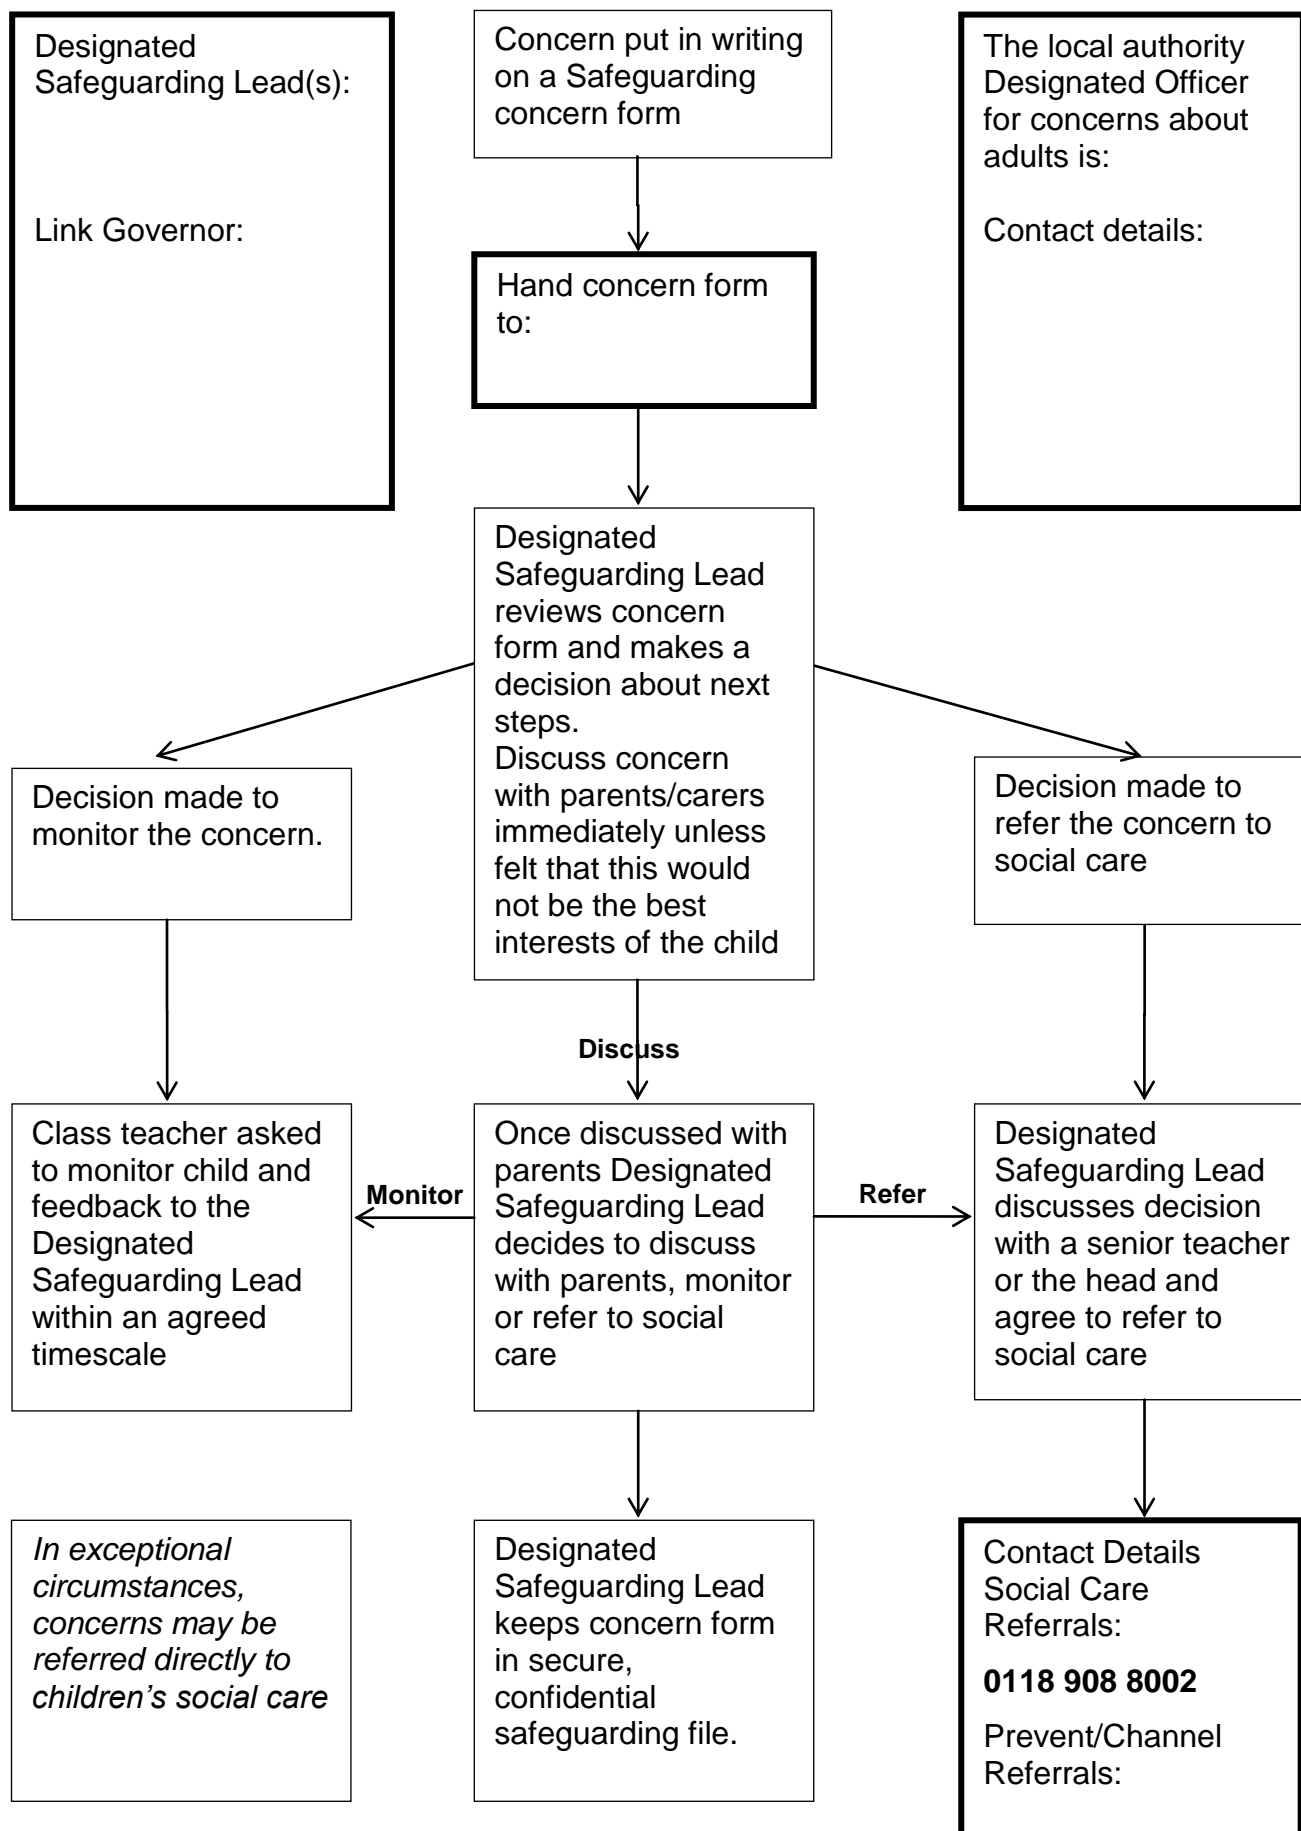 Designated
Safeguarding Lead(s):
Link Governor:
Concern put in writing
on a Safeguarding
concern form
The local authority
Designated Officer
for concerns about
adults is:
Contact details:
Hand concern form
to:
Designated
Safeguarding Lead
reviews concern
form and makes a
decision about next
steps.
Discuss concern
with parents/carers
immediately unless
felt that this would
not be the best
interests of the child
Decision made to
monitor the concern.
Decision made to
refer the concern to
social care
Discuss
Class teacher asked
to monitor child and
feedback to the
Designated
Safeguarding Lead
within an agreed
timescale
Monitor
Once discussed with
parents Designated
Safeguarding Lead
decides to discuss
with parents, monitor
or refer to social
care
Refer
Designated
Safeguarding Lead
discusses decision
with a senior teacher
or the head and
agree to refer to
social care
In exceptional
circumstances,
concerns may be
referred directly to
children’s social care
Designated
Safeguarding Lead
keeps concern form
in secure,
confidential
safeguarding file.
Contact Details
Social Care
Referrals:
0118 908 8002
Prevent/Channel
Referrals: